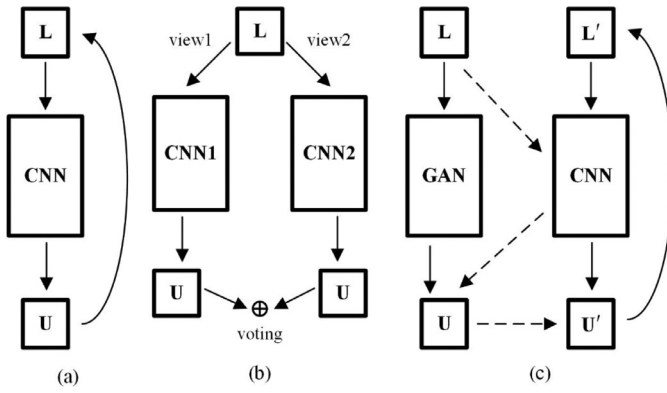 L
CNN
U
(a)
view1
L
view2
CNN1
CNN2
U
U
⊕
voting
(b)
L
L′
GAN
CNN
U
U′
(c)